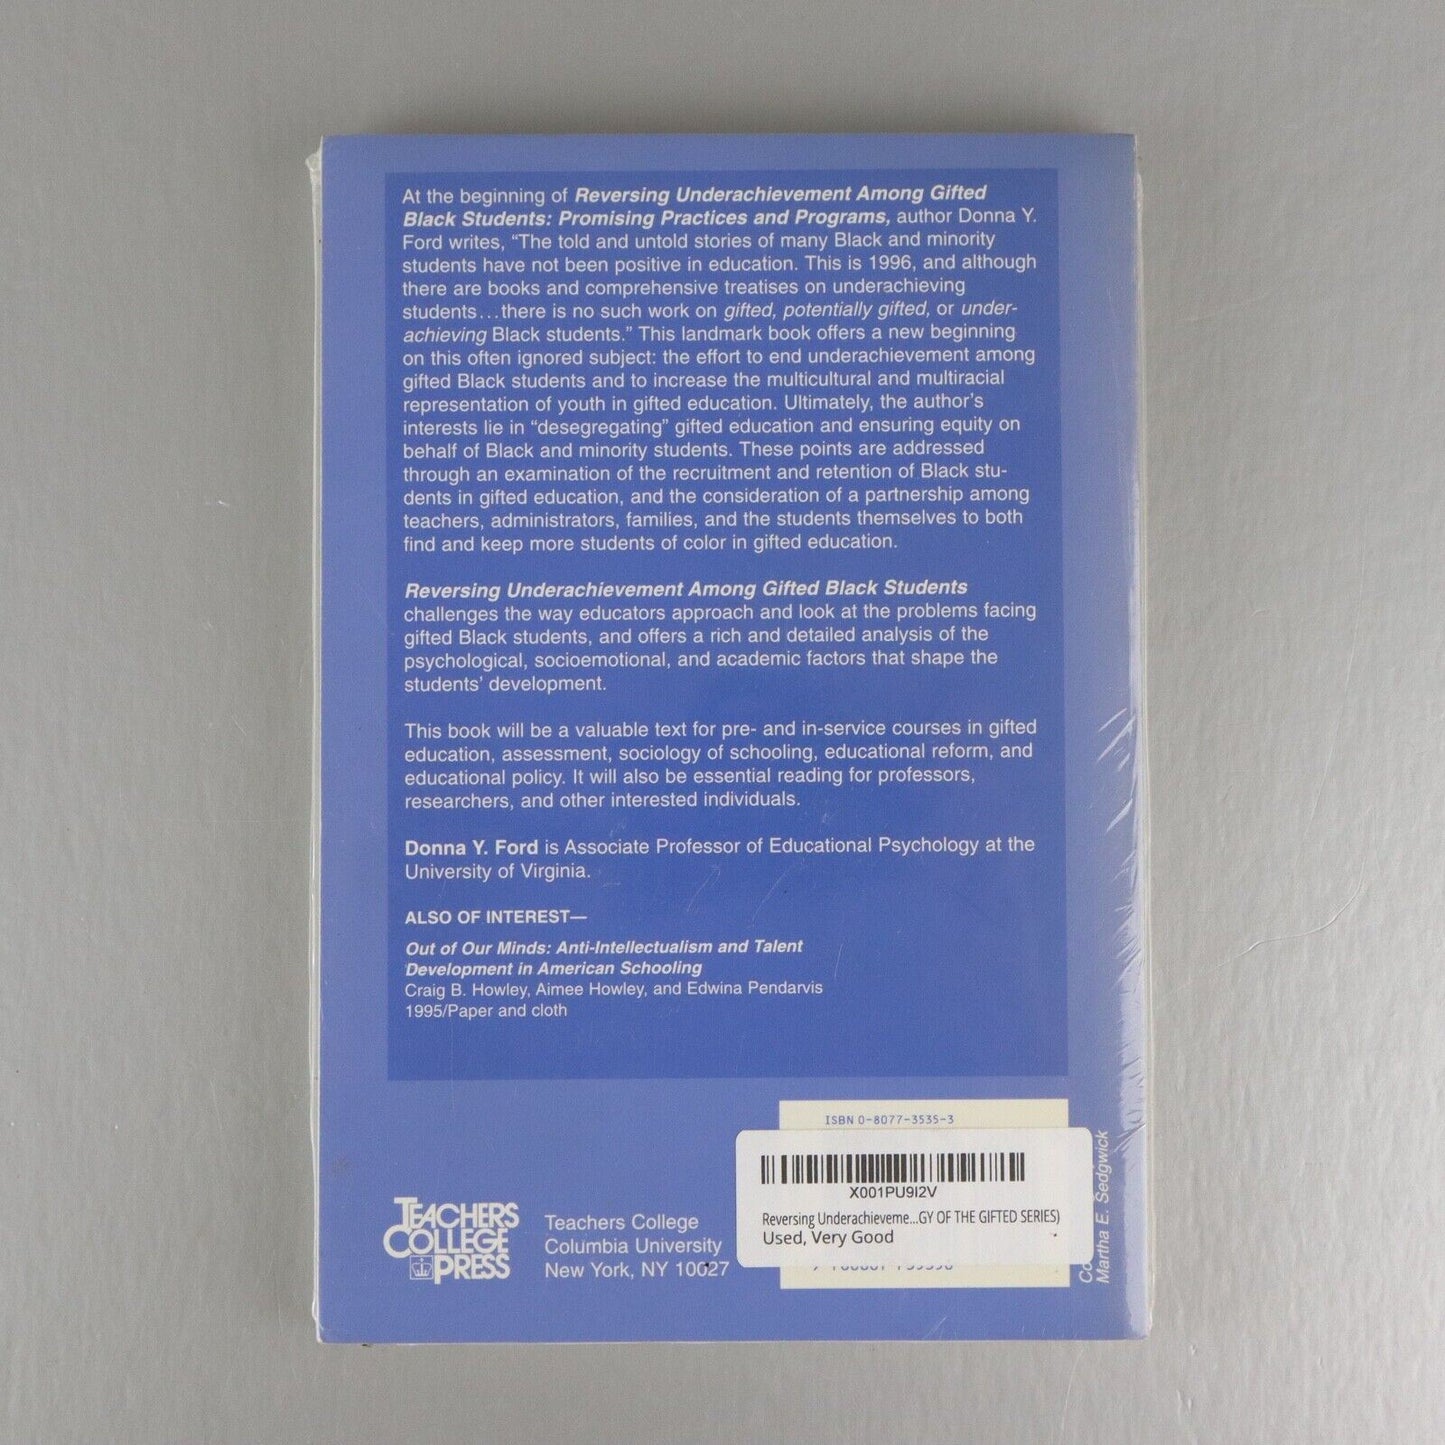 At the beginning of Reversing Underachievement Among Gifted
Black Students: Promising Practices and Programs, author Donna Y.
Ford writes, “The told and untold stories of many Black and minority
students have not been positive in education. This is 1996, and although
there are books and comprehensive treatises on underachieving
students...there is no such work on gifted, potentially gifted, or under-
achieving Black students.” This landmark book offers a new beginning
on this often ignored subject: the effort to end underachievement among
gifted Black students and to increase the multicultural and multiracial
representation of youth in gifted education. Ultimately, the author's
interests lie in “desegregating” gifted education and ensuring equity on
behalf of Black and minority students. These points are addressed
through an examination of the recruitment and retention of Black stu-
dents in gifted education, and the consideration of a partnership among
teachers, administrators, families, and the students themselves to both
find and keep more students of color in gifted education.
Reversing Underachievement Among Gifted Black Students
challenges the way educators approach and look at the problems facing
gifted Black students, and offers a rich and detailed analysis of the
psychological, socioemotional, and academic factors that shape the
students' development.
This book will be a valuable text for pre- and in-service courses in gifted
education, assessment, sociology of schooling, educational reform, and
educational policy. It will also be essential reading for professors,
researchers, and other interested individuals.
Donna Y. Ford is Associate Professor of Educational Psychology at the
University of Virginia.
ALSO OF INTEREST—
Out of Our Minds: Anti-Intellectualism and Talent
Development in American Schooling
Craig B. Howley, Aimee Howley, and Edwina Pendarvis
1995/Paper and cloth
ISBN 0-8077-3535-3
X001PU9I2V
Reversing Underachieveme...GY OF THE GIFTED SERIES)
Used, Very Good
TEACHERS
COLLEGE
PRESS
Teachers College
Columbia University
New York, NY 10027
Martha E. Sedgwick